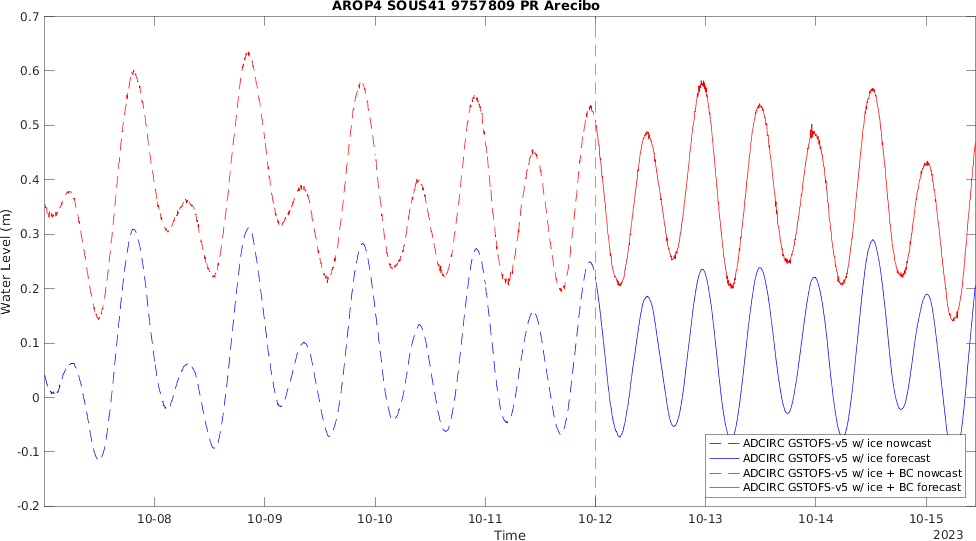 AROP4 SOUS41 9757809 PR Arecibo
0.7
0.6
0.5
0.4
0.3
0.2
0.1
0
-0.1
-0.2
Water Level (m)
ADCIRC GSTOFS-v5 w/ ice nowcast
ADCIRC GSTOFS-v5 w/ ice forecast
ADCIRC GSTOFS-v5 w/ ice + BC nowcast
ADCIRC GSTOFS-v5 w/ ice + BC forecast
10-08 10-09 10-10 10-11 10-12 10-13 10-14 10-15
Time
2023